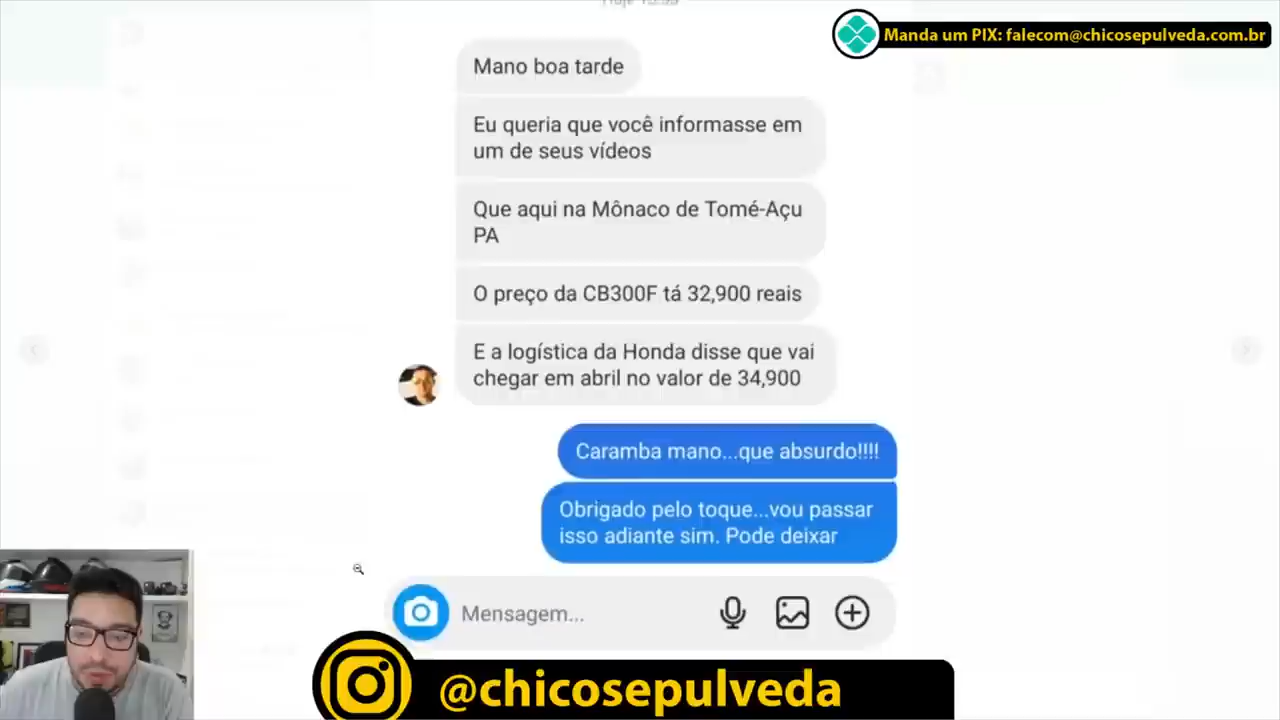 Manda um PIX: falecom@chicosepulveda.com.br
Mano boa tarde
Eu queria que você informasse em
um de seus vídeos
Que aqui na Mônaco de Tomé-Açu
PA
O preço da CB300F tá 32,900 reais
E a logística da Honda disse que vai
chegar em abril no valor de 34,900
Caramba mano...que absurdo!!!!
Obrigado pelo toque...vou passar
isso adiante sim. Pode deixar
Mensagem...
@chicosepulveda